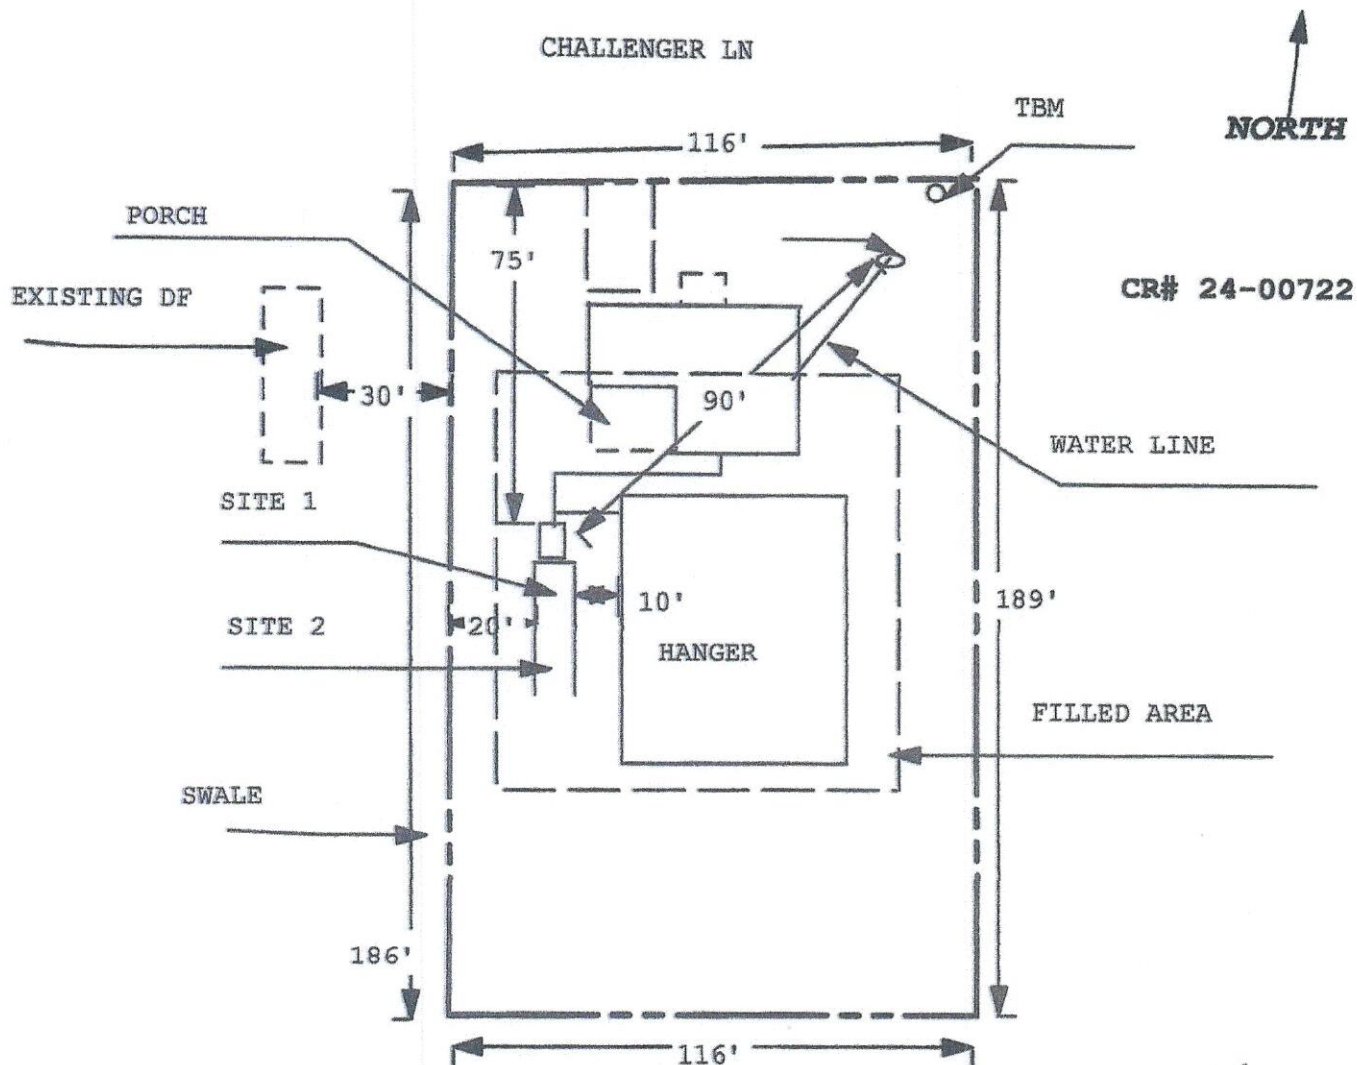 CHALLENGER LN
TBM
NORTH
116'
PORCH
75'
EXISTING DF
CR# 24-00722
30'
90'
WATER LINE
SITE 1
10'
189'
20'
SITE 2
HANGER
FILLED AREA
SWALE
186'
116'